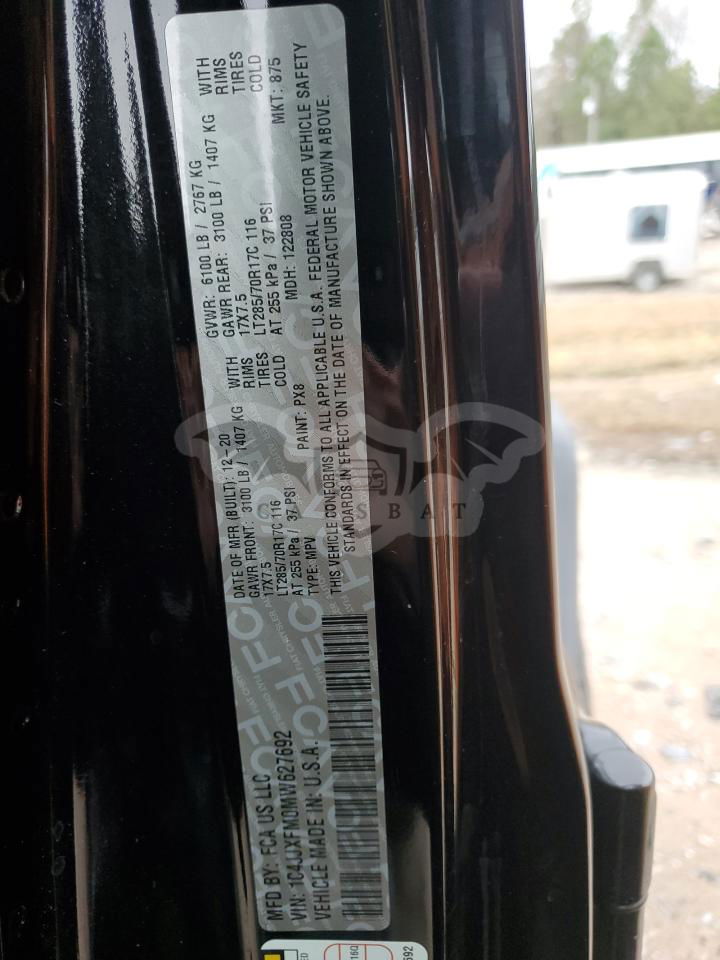 MFD BY: FCA US LLC
DATE OF MFR (BUILT): 12-20
GVWR: 6100 LB / 2767 KG
GAWR FRONT: 3100 LB / 1407 KG WITH
17X7.5 RIMS
LT285/70R17C 116 TIRES
AT 255 kPa / 37 PSI COLD
GAWR REAR: 3100 LB / 1407 KG WITH
17X7.5 RIMS
LT285/70R17C 116 TIRES
AT 255 kPa / 37 PSI COLD
VIN: 1C4JJXFM0MW627692
TYPE: MPV
PAINT: PX8
MDH: 122808
MKT: 875
VEHICLE MADE IN: U.S.A.
THIS VEHICLE CONFORMS TO ALL APPLICABLE U.S.A. FEDERAL MOTOR VEHICLE SAFETY
STANDARDS IN EFFECT ON THE DATE OF MANUFACTURE SHOWN ABOVE.
CARSBAT